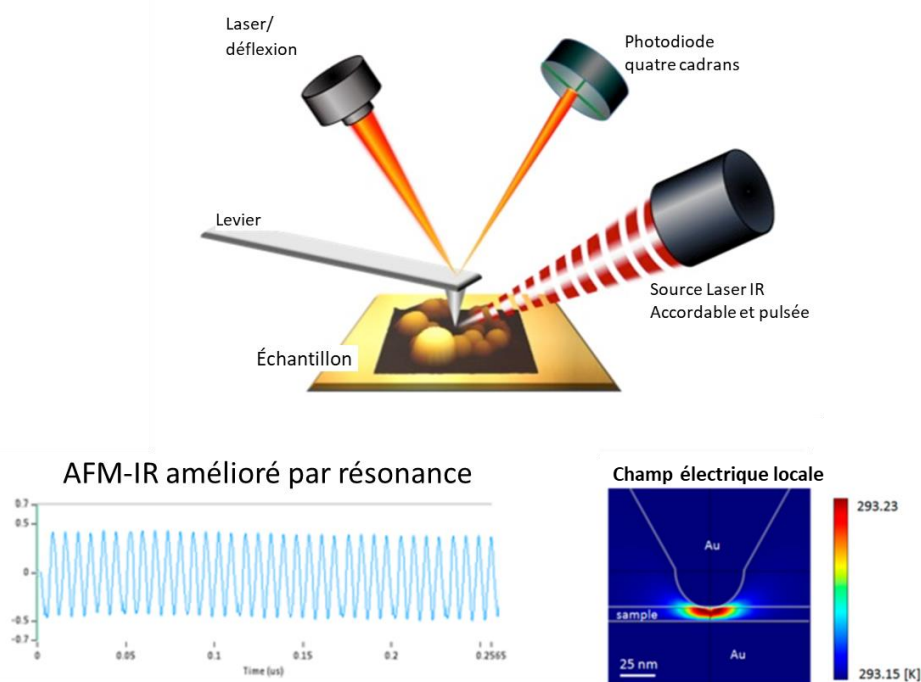 Laser/
déflexion
Photodiode
quatre cadrans
Levier
Source Laser IR
Accordable et pulsée
Échantillon
AFM-IR amélioré par résonance
0.7
0.5
0
-0.5
-0.7
0
0.05
0.1
0.15
0.2
0.2565
Time (us)
Champ électrique locale
Au
sample
Au
25 nm
293.23
293.15 [K]